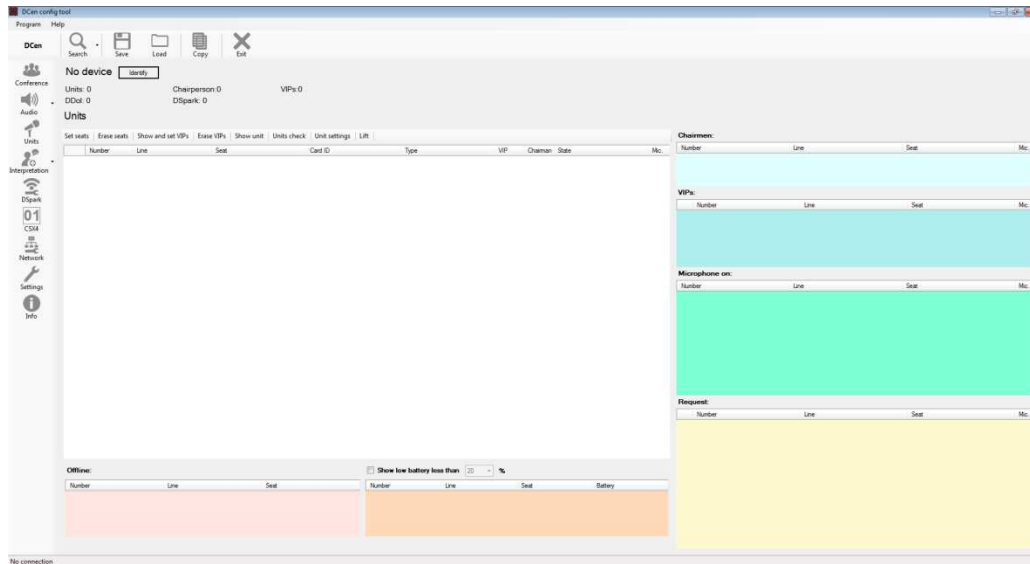 DCen config tool
Program Help
DCen
Search Save Load Copy Exit
Conference
Audio
Units
Interpretation
DSpark
01
CSX4
Network
Settings
Info
No device Identify
Units: 0 Chairperson:0 VIPs:0
DDol: 0 DSpark: 0
Units
Set seats Erase seats Show and set VIPs Erase VIPs Show unit Units check Unit settings Lift
Number Line Seat Card ID Type VIP Chairman State Mic.
Chairmen:
Number Line Seat Mic.
VIPs:
Number Line Seat Mic.
Microphone on:
Number Line Seat Mic.
Request:
Number Line Seat Mic.
Offline:
Number Line Seat
Show low battery less than 20 %
Number Line Seat Battery
No connection